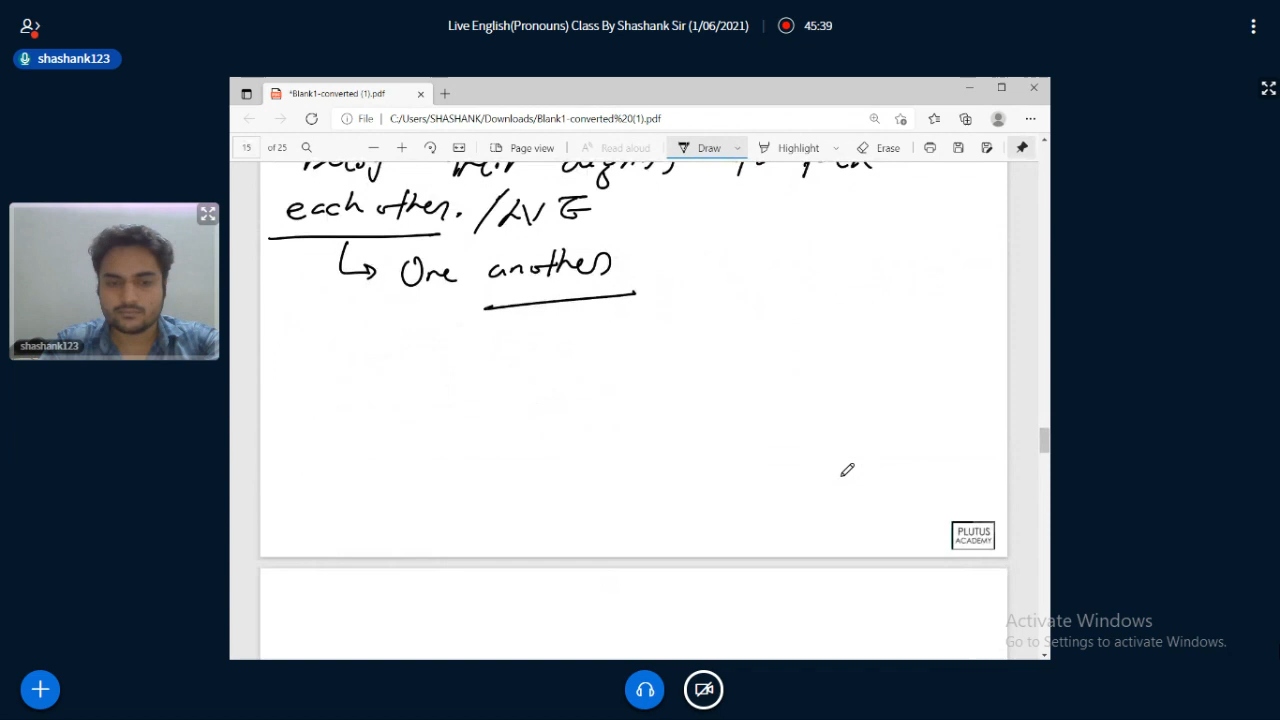 Live English(Pronouns) Class By Shashank Sir (1/06/2021)
45:39
shashank123
*Blank1-converted (1).pdf
File
C:/Users/SHASHANK/Downloads/Blank1-converted%20(1).pdf
15 of 25
Page view
Read aloud
Draw
Highlight
Erase
their
each other. / NE
One another
shashank123
PLUTUS
ACADEMY
Activate Windows
Go to Settings to activate Windows.